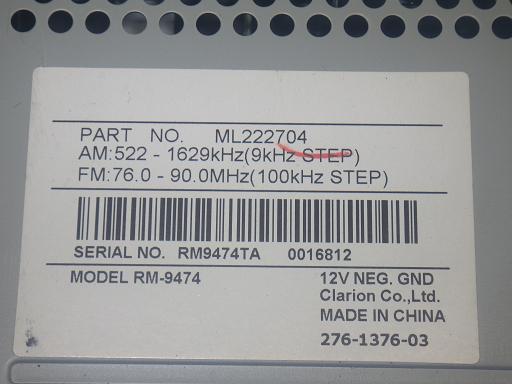 PART NO. ML222704
AM:522 - 1629kHz(9kHz STEP)
FM:76.0 - 90.0MHz(100kHz STEP)
SERIAL NO. RM9474TA 0016812
MODEL RM-9474
12V NEG. GND
Clarion Co.,Ltd.
MADE IN CHINA
276-1376-03